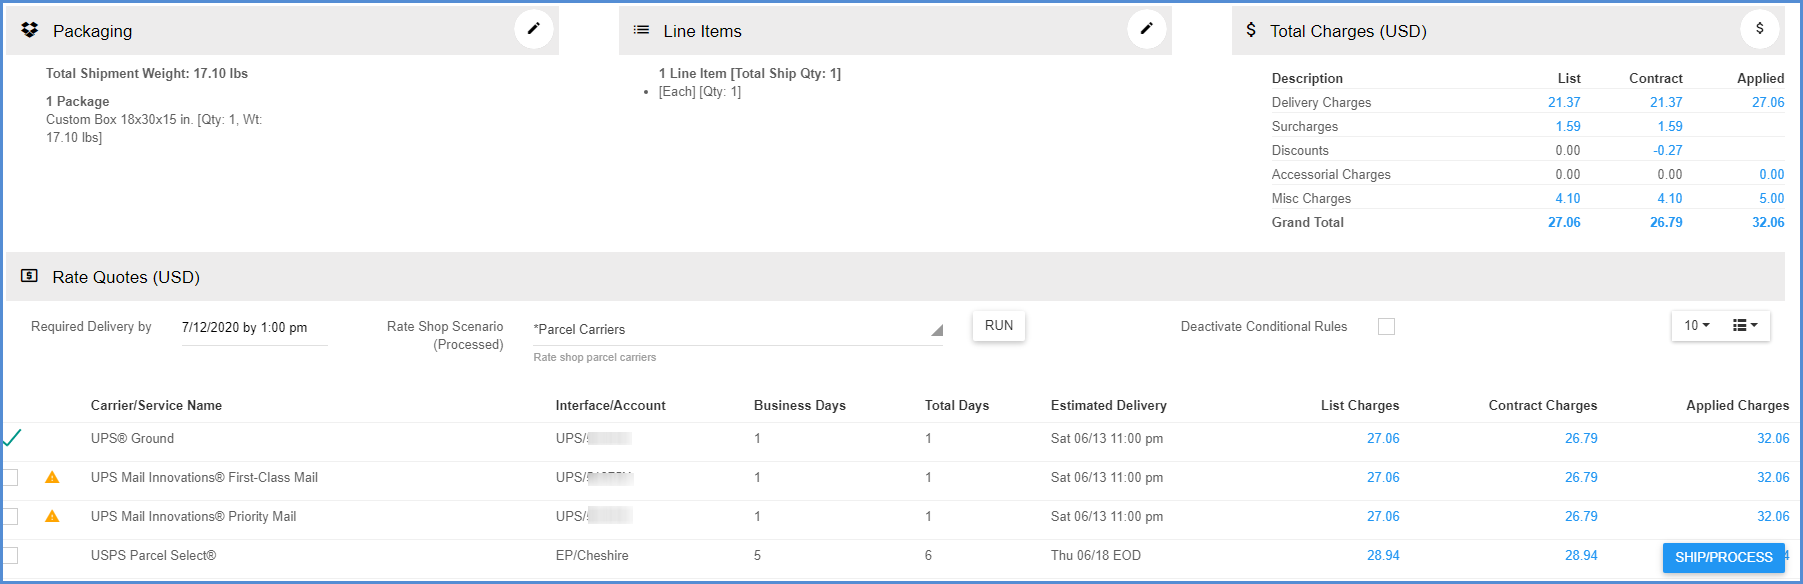 Packaging
Total Shipment Weight: 17.10 lbs
1 Package
Custom Box 18x30x15 in. [Qty: 1, Wt:
17.10 lbs]
Line Items
1 Line Item [Total Ship Qty: 1]
• [Each] [Qty: 1]
$ Total Charges (USD) $
Description List Contract Applied
Delivery Charges 21.37 21.37 27.06
Surcharges 1.59 1.59
Discounts 0.00 -0.27
Accessorial Charges 0.00 0.00 0.00
Misc Charges 4.10 4.10 5.00
Grand Total 27.06 26.79 32.06
Rate Quotes (USD)
Required Delivery by 7/12/2020 by 1:00 pm
Rate Shop Scenario
(Processed)
*Parcel Carriers
Rate shop parcel carriers
RUN
Deactivate Conditional Rules
10
Carrier/Service Name Interface/Account Business Days Total Days Estimated Delivery List Charges Contract Charges Applied Charges
UPS® Ground UPS/ 1 1 Sat 06/13 11:00 pm 27.06 26.79 32.06
UPS Mail Innovations® First-Class Mail UPS/ 1 1 Sat 06/13 11:00 pm 27.06 26.79 32.06
UPS Mail Innovations® Priority Mail UPS/ 1 1 Sat 06/13 11:00 pm 27.06 26.79 32.06
USPS Parcel Select® EP/Cheshire 5 6 Thu 06/18 EOD 28.94 28.94
SHIP/PROCESS